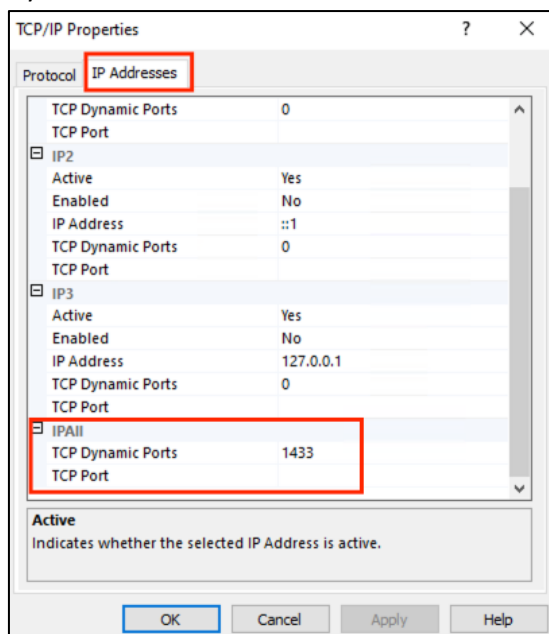 TCP/IP Properties ? ×
Protocol IP Addresses
TCP Dynamic Ports 0
TCP Port
IP2
Active Yes
Enabled No
IP Address ::1
TCP Dynamic Ports 0
TCP Port
IP3
Active Yes
Enabled No
IP Address 127.0.0.1
TCP Dynamic Ports 0
TCP Port
IPAll
TCP Dynamic Ports 1433
TCP Port
Active
Indicates whether the selected IP Address is active.
OK Cancel Apply Help